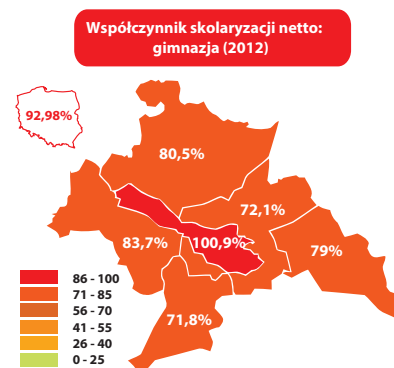 Współczynnik skolaryzacji netto:
gimnazja (2012)
92,98%
80,5%
72,1%
83,7%
100,9%
79%
71,8%
86 - 100
71 - 85
56 - 70
41 - 55
26 - 40
0 - 25